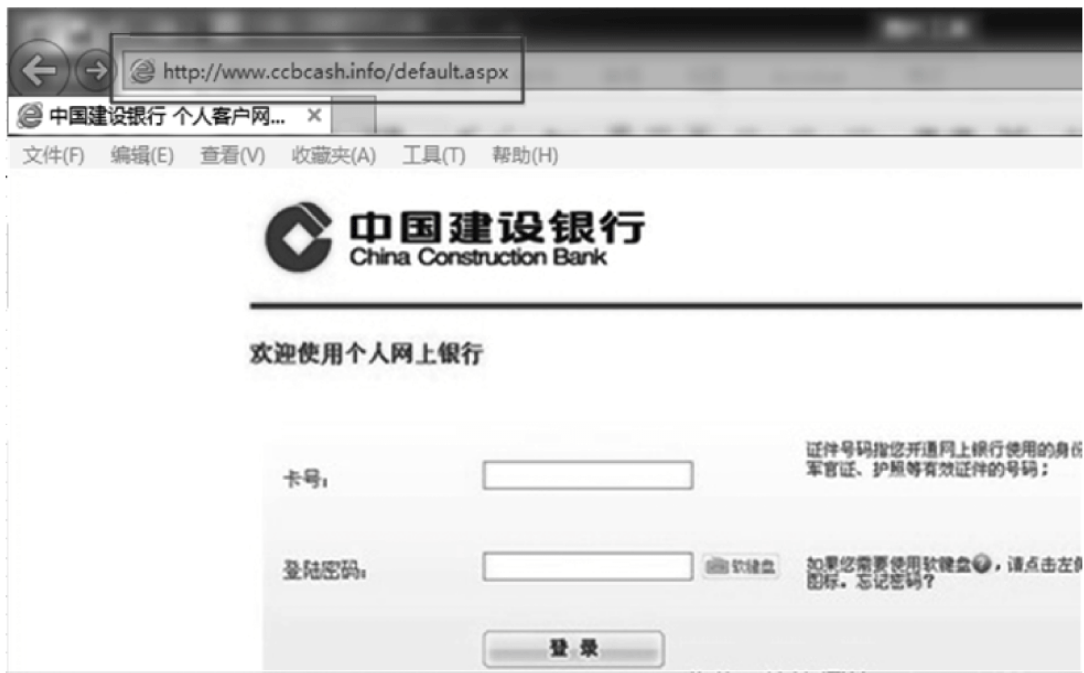 http://www.ccbcash.info/default.aspx
中国建设银行 个人客户网... ×
文件(F) 编辑(E) 查看(V) 收藏夹(A) 工具(T) 帮助(H)
中国建设银行
China Construction Bank
欢迎使用个人网上银行
证件号码指您开通网上银行使用的身份
军官证、护照等有效证件的号码；
卡号：
如果您需要使用软键盘，请点击左侧
图标。忘记密码？
登陆密码：
软键盘
登 录